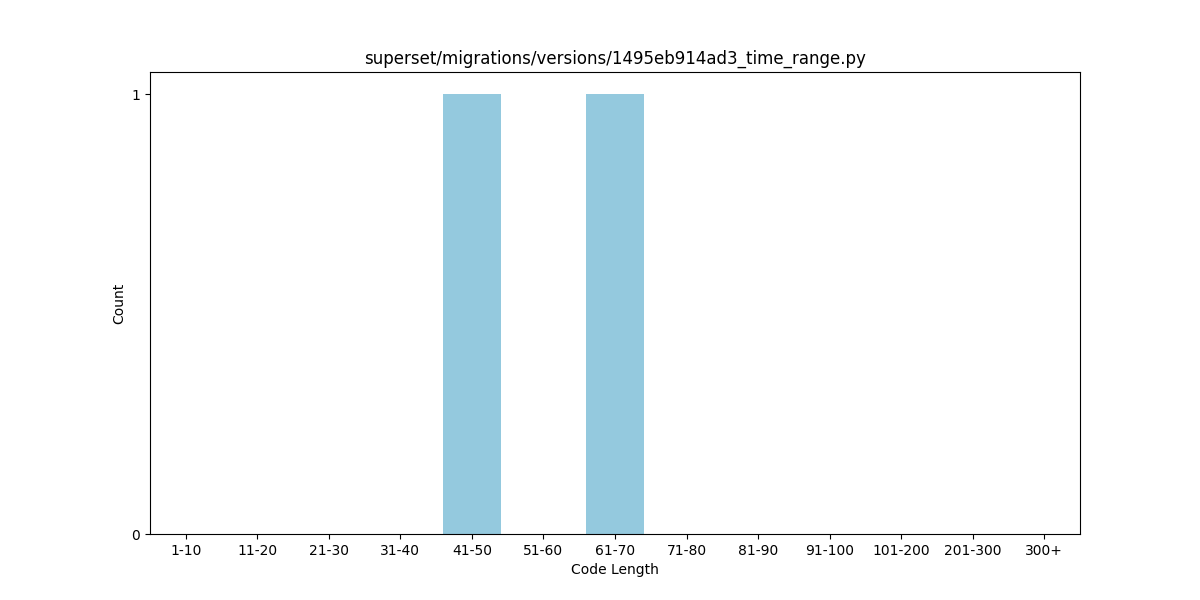 superset/migrations/versions/1495eb914ad3_time_range.py
1
0
Count
1-10 11-20 21-30 31-40 41-50 51-60 61-70 71-80 81-90 91-100 101-200 201-300 300+
Code Length